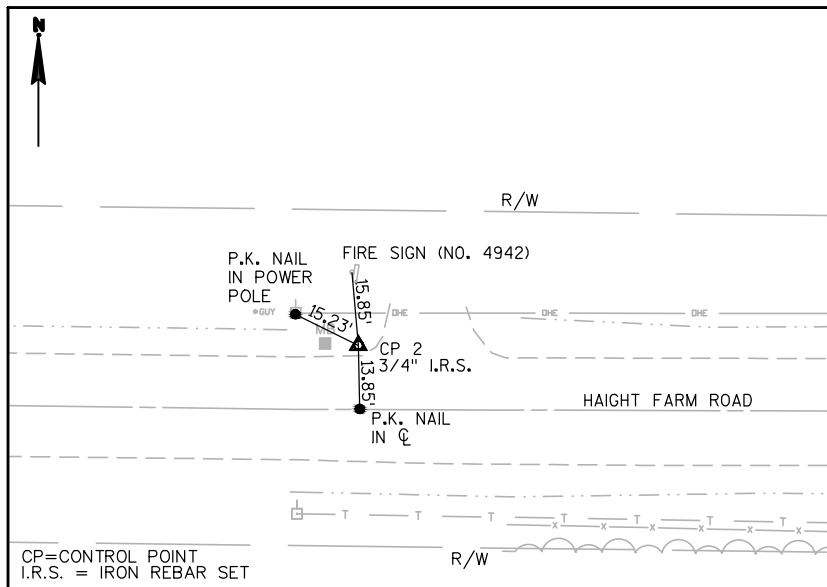 N
R/W
FIRE SIGN (NO. 4942)
P.K. NAIL
IN POWER
POLE
15.85'
GUY
15.23'
OHE
OHE
OHE
MB
CP 2
3/4" I.R.S.
13.85'
HAIGHT FARM ROAD
P.K. NAIL
IN ℄
T T T T T T T
X X X X X X
CP=CONTROL POINT
I.R.S. = IRON REBAR SET
R/W